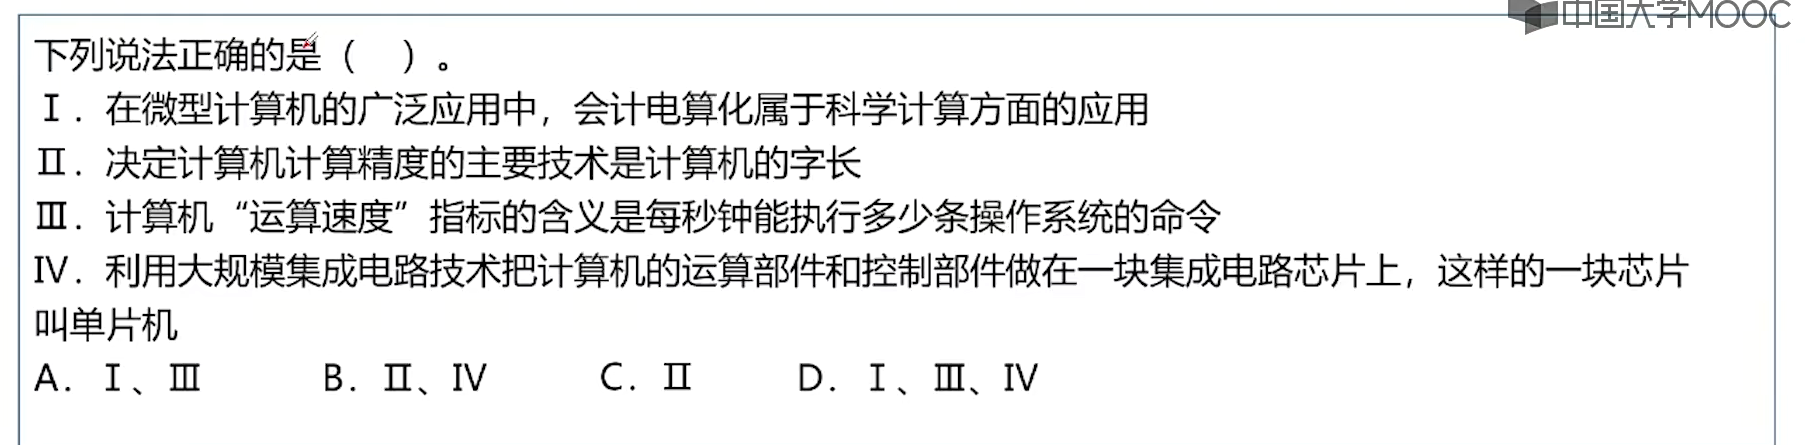 中国大学MOOC
下列说法正确的是（ ）。
Ⅰ. 在微型计算机的广泛应用中，会计电算化属于科学计算方面的应用
Ⅱ. 决定计算机计算精度的主要技术是计算机的字长
Ⅲ. 计算机“运算速度”指标的含义是每秒钟能执行多少条操作系统的命令
Ⅳ. 利用大规模集成电路技术把计算机的运算部件和控制部件做在一块集成电路芯片上，这样的一块芯片
叫单片机
A. Ⅰ、Ⅲ B. Ⅱ、Ⅳ C. Ⅱ D. Ⅰ、Ⅲ、Ⅳ